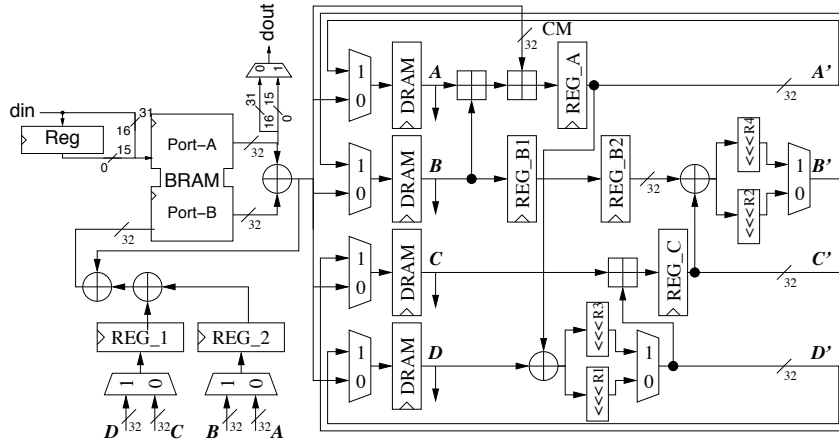 dout
0 1
31 16 15 0
din
Reg
31
16
15
0
Port-A
BRAM
Port-B
32
32
32
REG_1
REG_2
1 0
1 0
32
32
32
32
D
C
B
A
CM
32
1
0
DRAM
A
REG_A
32
A'
1
0
DRAM
B
REG_B1
REG_B2
32
<<<R4
<<<R2
1
0
32
B'
1
0
DRAM
C
REG_C
32
C'
1
0
DRAM
D
<<<R3
<<<R1
1
0
32
D'